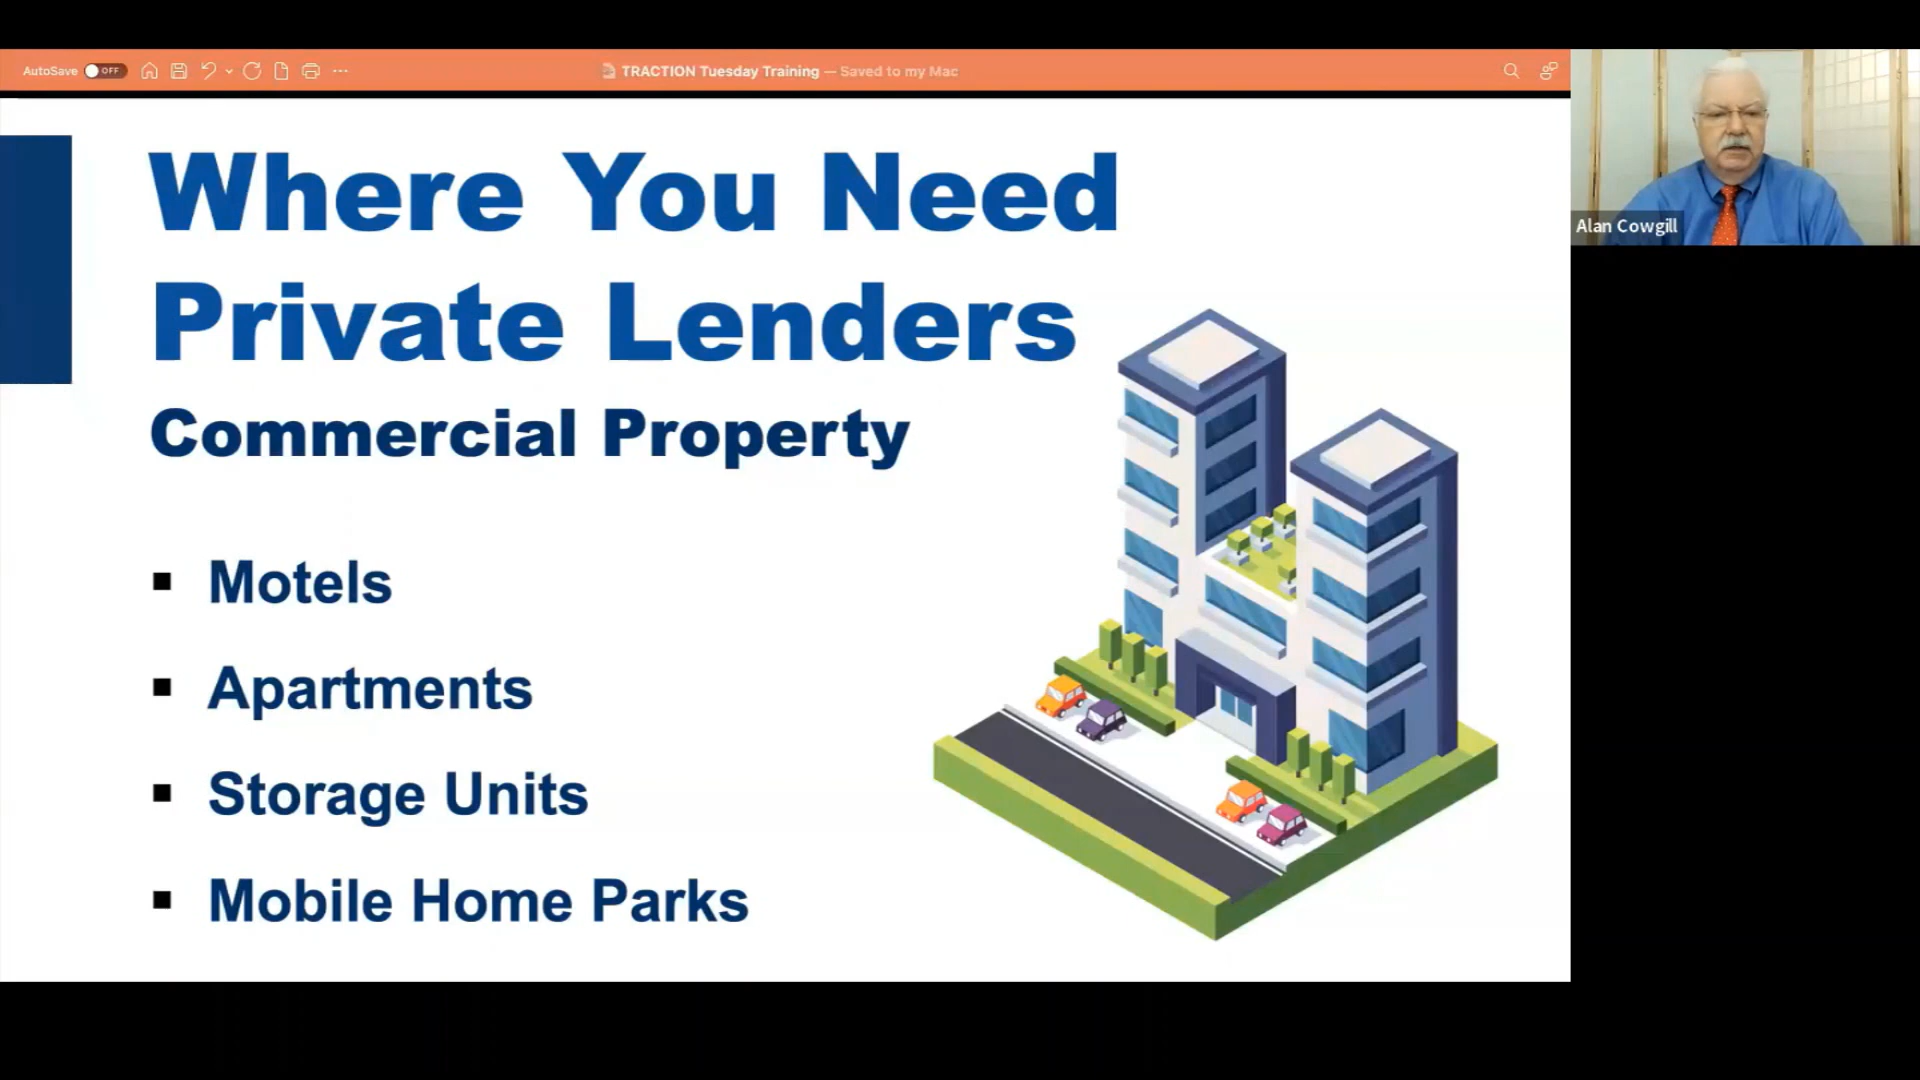 AutoSave OFF TRACTION Tuesday Training — Saved to my Mac
Where You Need
Private Lenders
Commercial Property
▪ Motels
▪ Apartments
▪ Storage Units
▪ Mobile Home Parks
Alan Cowgill